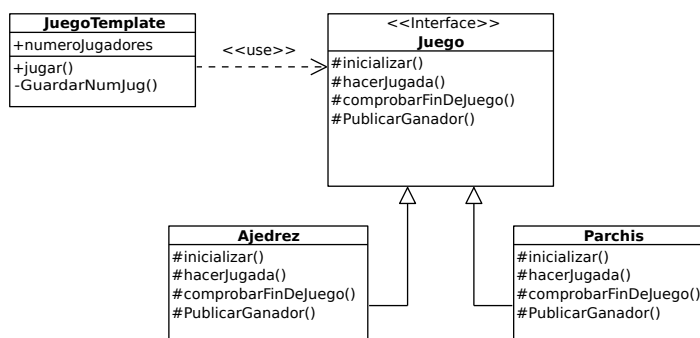 JuegoTemplate
+numeroJugadores
+jugar()
-GuardarNumJug()
<<use>>
<<Interface>>
Juego
#inicializar()
#hacerJugada()
#comprobarFinDeJuego()
#PublicarGanador()
Ajedrez
#inicializar()
#hacerJugada()
#comprobarFinDeJuego()
#PublicarGanador()
Parchis
#inicializar()
#hacerJugada()
#comprobarFinDeJuego()
#PublicarGanador()